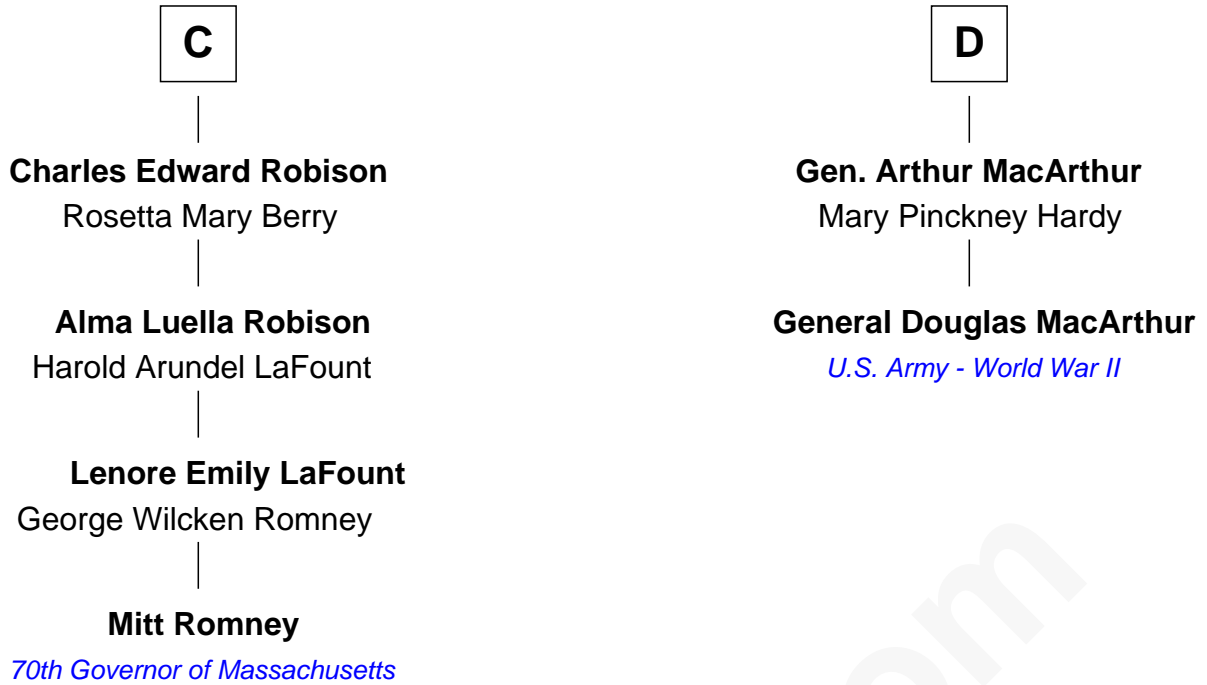 C
Charles Edward Robison
Rosetta Mary Berry
Alma Luella Robison
Harold Arundel LaFount
Lenore Emily LaFount
George Wilcken Romney
Mitt Romney
70th Governor of Massachusetts
D
Gen. Arthur MacArthur
Mary Pinckney Hardy
General Douglas MacArthur
U.S. Army - World War II
om